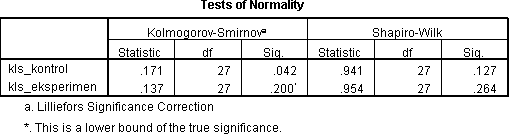 Tests of Normality
Kolmogorov-Smirnovᵃ Shapiro-Wilk
Statistic df Sig. Statistic df Sig.
kls_kontrol .171 27 .042 .941 27 .127
kls_eksperimen .137 27 .200* .954 27 .264
a. Lilliefors Significance Correction
*. This is a lower bound of the true significance.